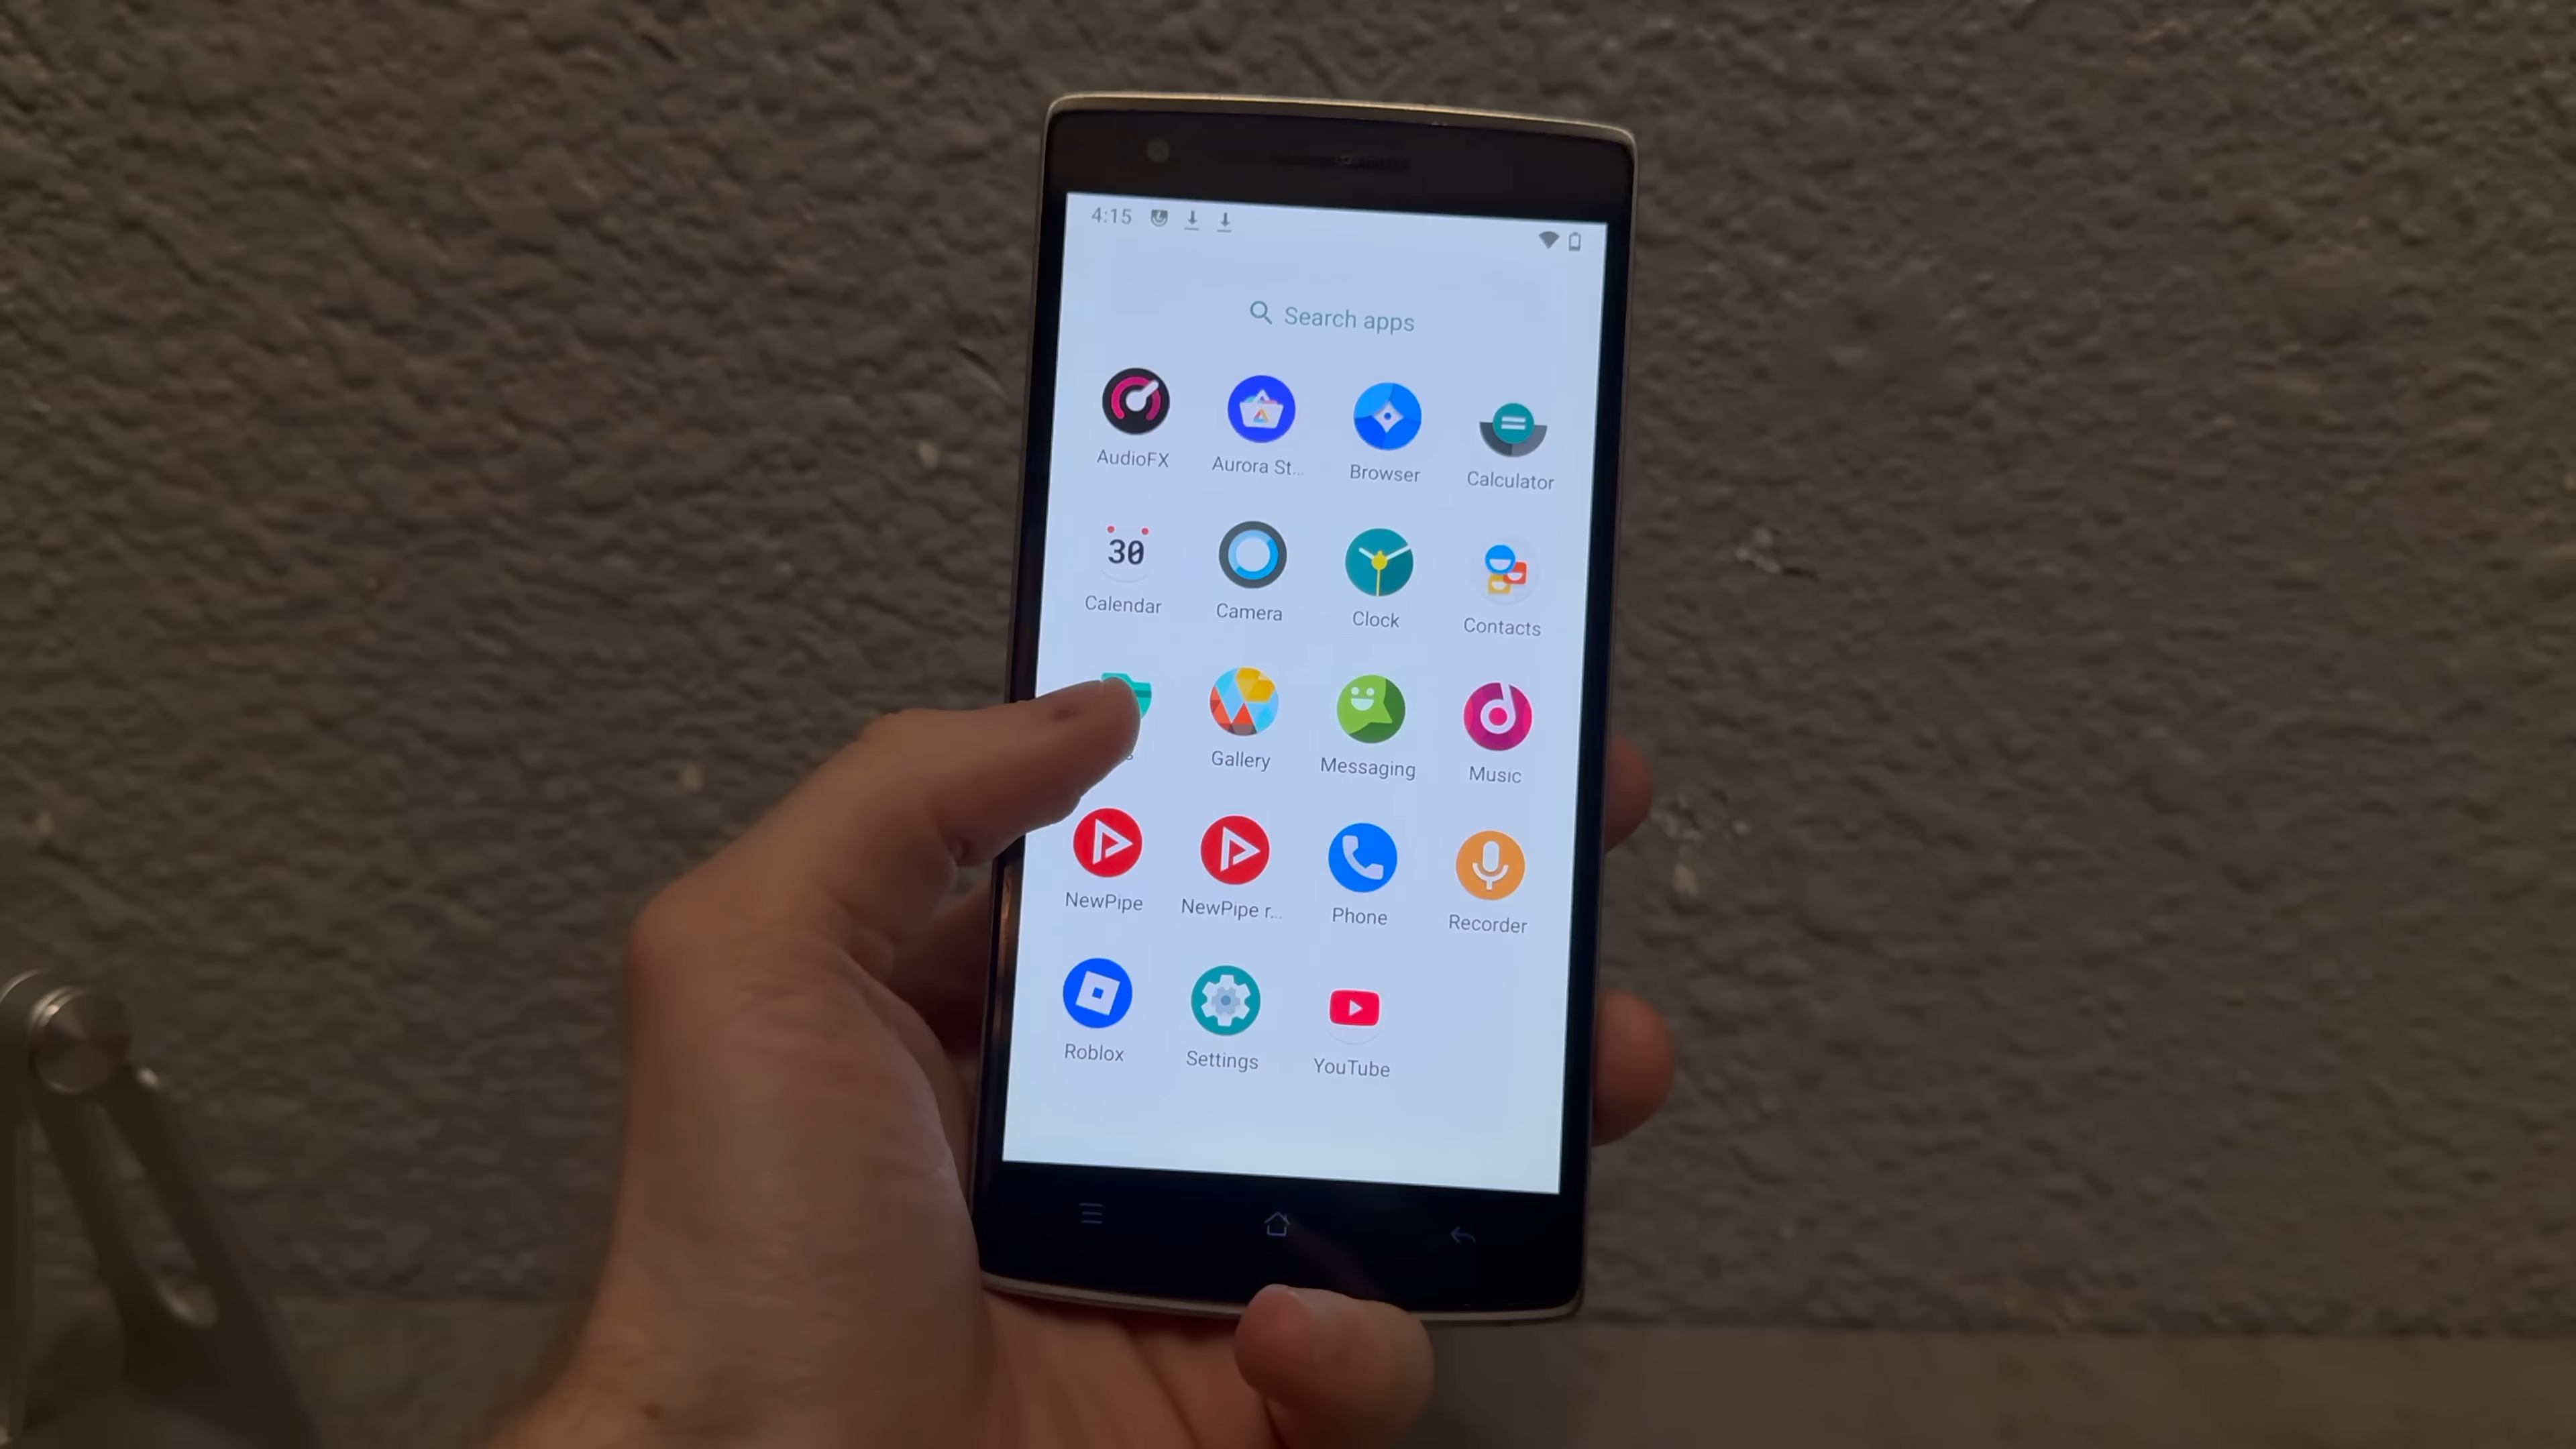 4:15
Search apps
AudioFX
Aurora St...
Browser
Calculator
30
Calendar
Camera
Clock
Contacts
Gallery
Messaging
Music
NewPipe
NewPipe r...
Phone
Recorder
Roblox
Settings
YouTube